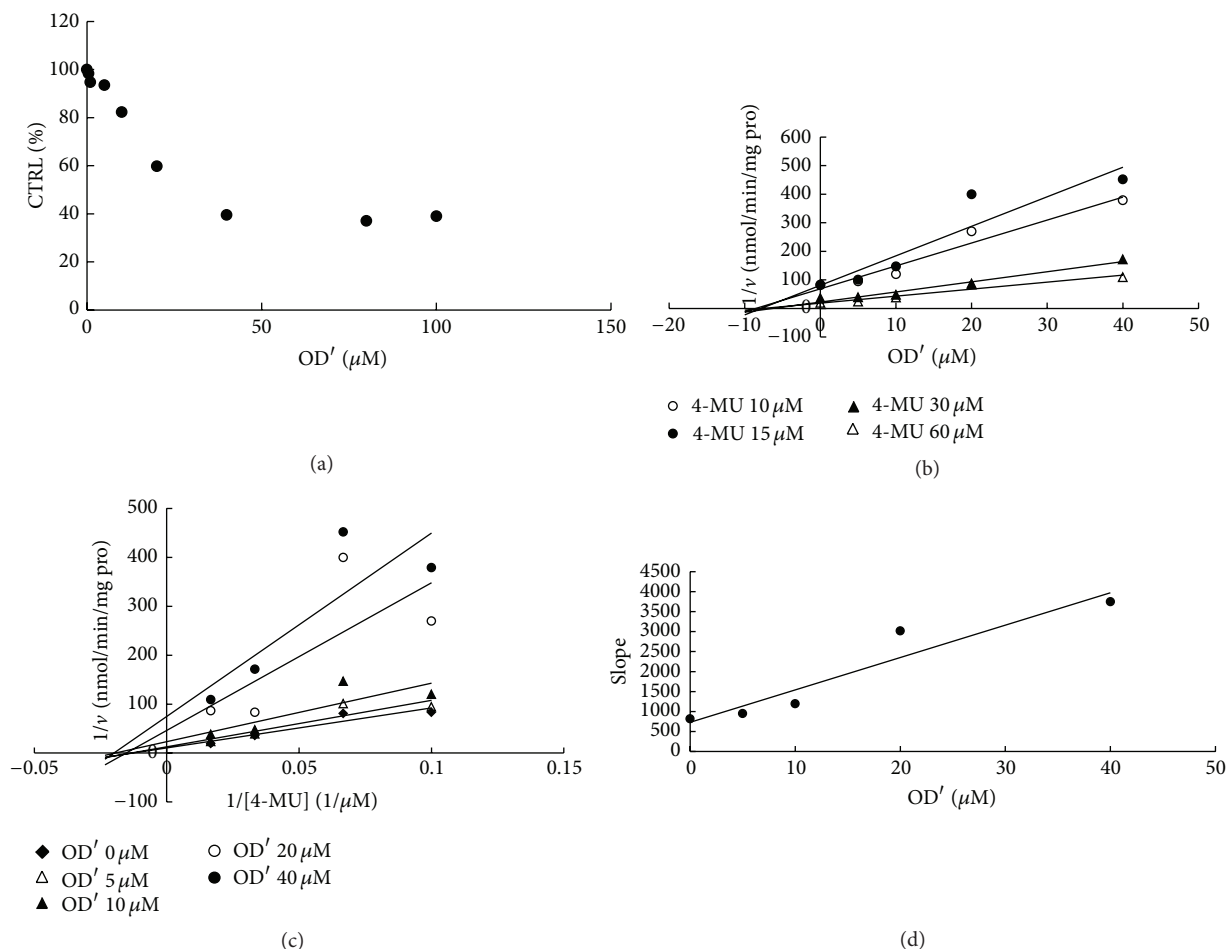 120
100
80
60
40
20
0
0 50 100 150
CTRL (%)
OD′ (μM)
(a)
600
500
400
300
200
100
0
−100
−20 −10 0 10 20 30 40 50
1/ν (nmol/min/mg pro)
OD′ (μM)
4-MU 10 μM
4-MU 15 μM
4-MU 30 μM
4-MU 60 μM
(b)
500
400
300
200
100
0
−100
−0.05 0 0.05 0.1 0.15
1/ν (nmol/min/mg pro)
1/[4-MU] (1/μM)
OD′ 0 μM
OD′ 5 μM
OD′ 10 μM
OD′ 20 μM
OD′ 40 μM
(c)
4500
4000
3500
3000
2500
2000
1500
1000
500
0
0 10 20 30 40 50
Slope
OD′ (μM)
(d)